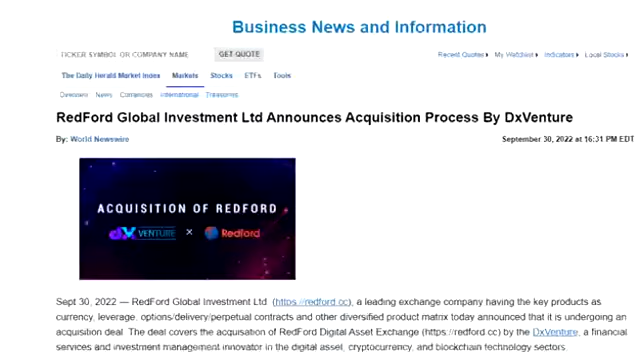 Business News and Information
TICKER SYMBOL OR COMPANY NAME GET QUOTE Recent Quotes My Watchlist Indicators Local Stocks
The Daily Herald Market Index Markets Stocks ETFs Tools
Overview News Currencies International Treasuries
RedFord Global Investment Ltd Announces Acquisition Process By DxVenture
By: World Newswire September 30, 2022 at 16:31 PM EDT
ACQUISITION OF REDFORD
dX VENTURE × Redford
Sept 30, 2022 — RedFord Global Investment Ltd (https://redford.cc), a leading exchange company having the key products as
currency, leverage, options/delivery/perpetual contracts and other diversified product matrix today announced that it is undergoing an
acquisition deal. The deal covers the acquisation of RedFord Digital Asset Exchange (https://redford.cc) by the DxVenture, a financial
services and investment management innovator in the digital asset, cryptocurrency, and blockchain technology sectors.